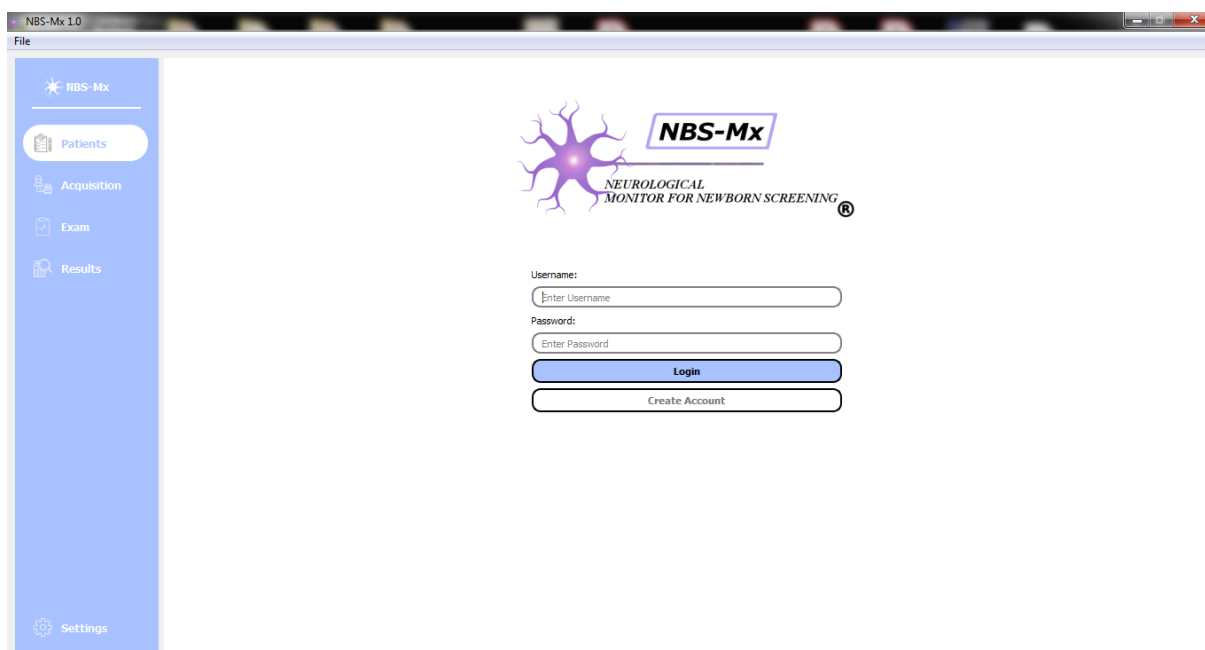 NBS-Mx 1.0
File
NBS-Mx
Patients
Acquisition
Exam
Results
Settings
NBS-Mx
NEUROLOGICAL
MONITOR FOR NEWBORN SCREENING ®
Username:
Enter Username
Password:
Enter Password
Login
Create Account